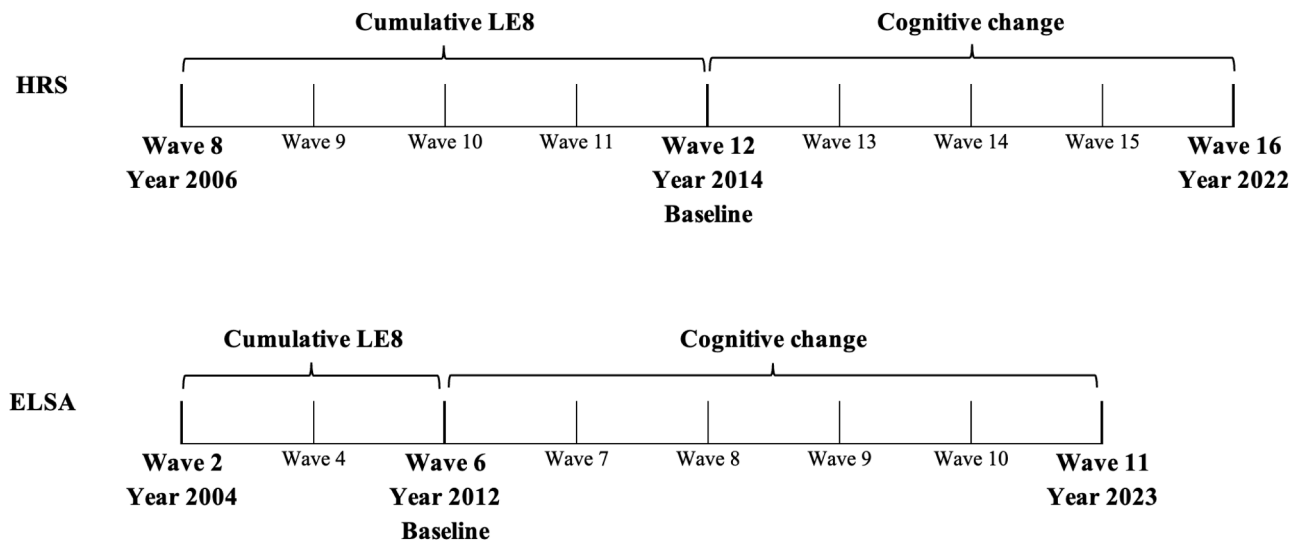 Cumulative LE8
Cognitive change
HRS
Wave 8
Wave 9
Wave 10
Wave 11
Wave 12
Wave 13
Wave 14
Wave 15
Wave 16
Year 2006
Year 2014
Year 2022
Baseline
Cumulative LE8
Cognitive change
ELSA
Wave 2
Wave 4
Wave 6
Wave 7
Wave 8
Wave 9
Wave 10
Wave 11
Year 2004
Year 2012
Year 2023
Baseline